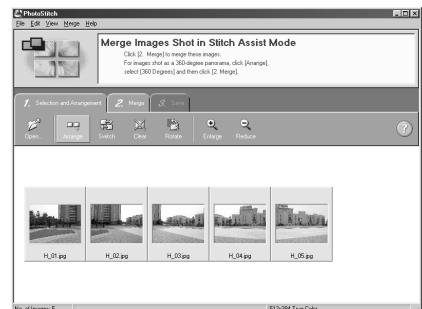 PhotoStitch
File Edit View Merge Help
Merge Images Shot in Stitch Assist Mode
Click [2. Merge] to merge these images.
For images shot as a 360-degree panorama, click [Arrange],
select [360 Degrees] and then click [2. Merge].
1. Selection and Arrangement 2. Merge 3. Save
Open... Arrange Switch Clear Rotate Enlarge Reduce ?
H_01.jpg H_02.jpg H_03.jpg H_04.jpg H_05.jpg
No. of Images: 5 512x384 True Color